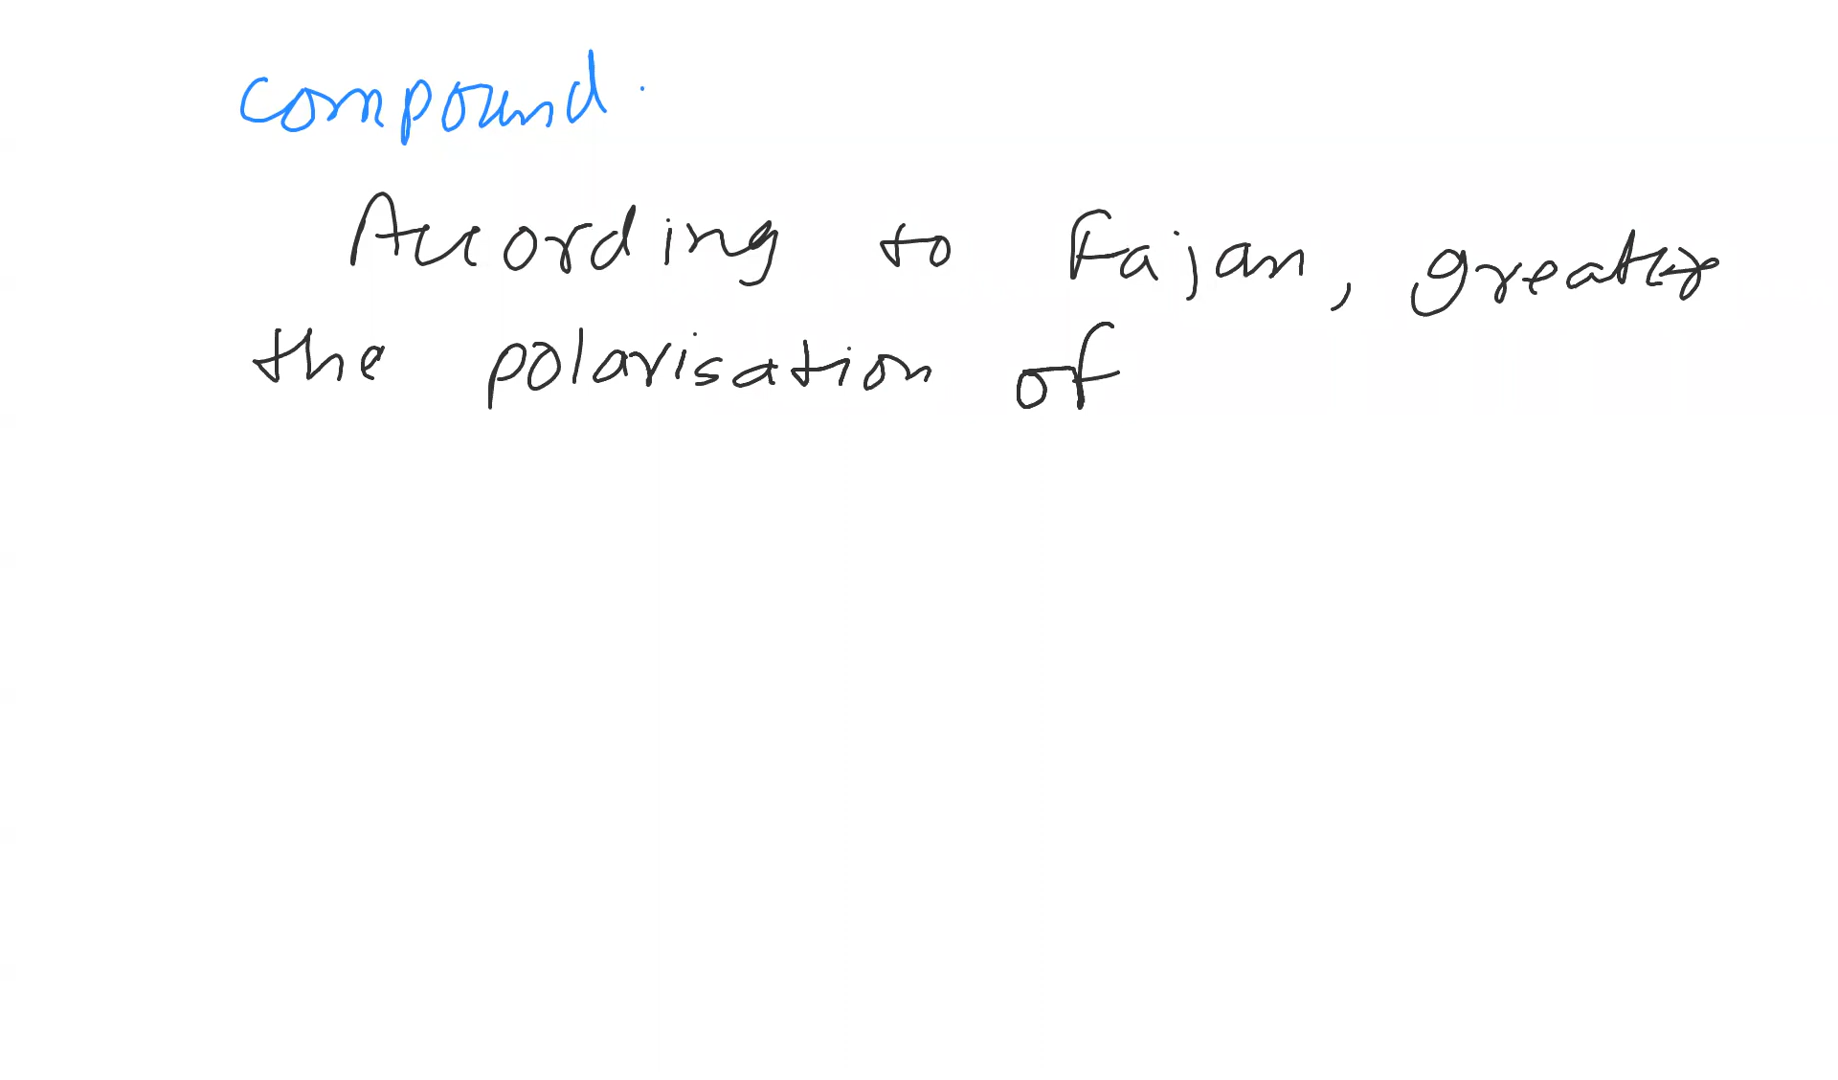 compound.
According to Fajan, greater
the polarisation of